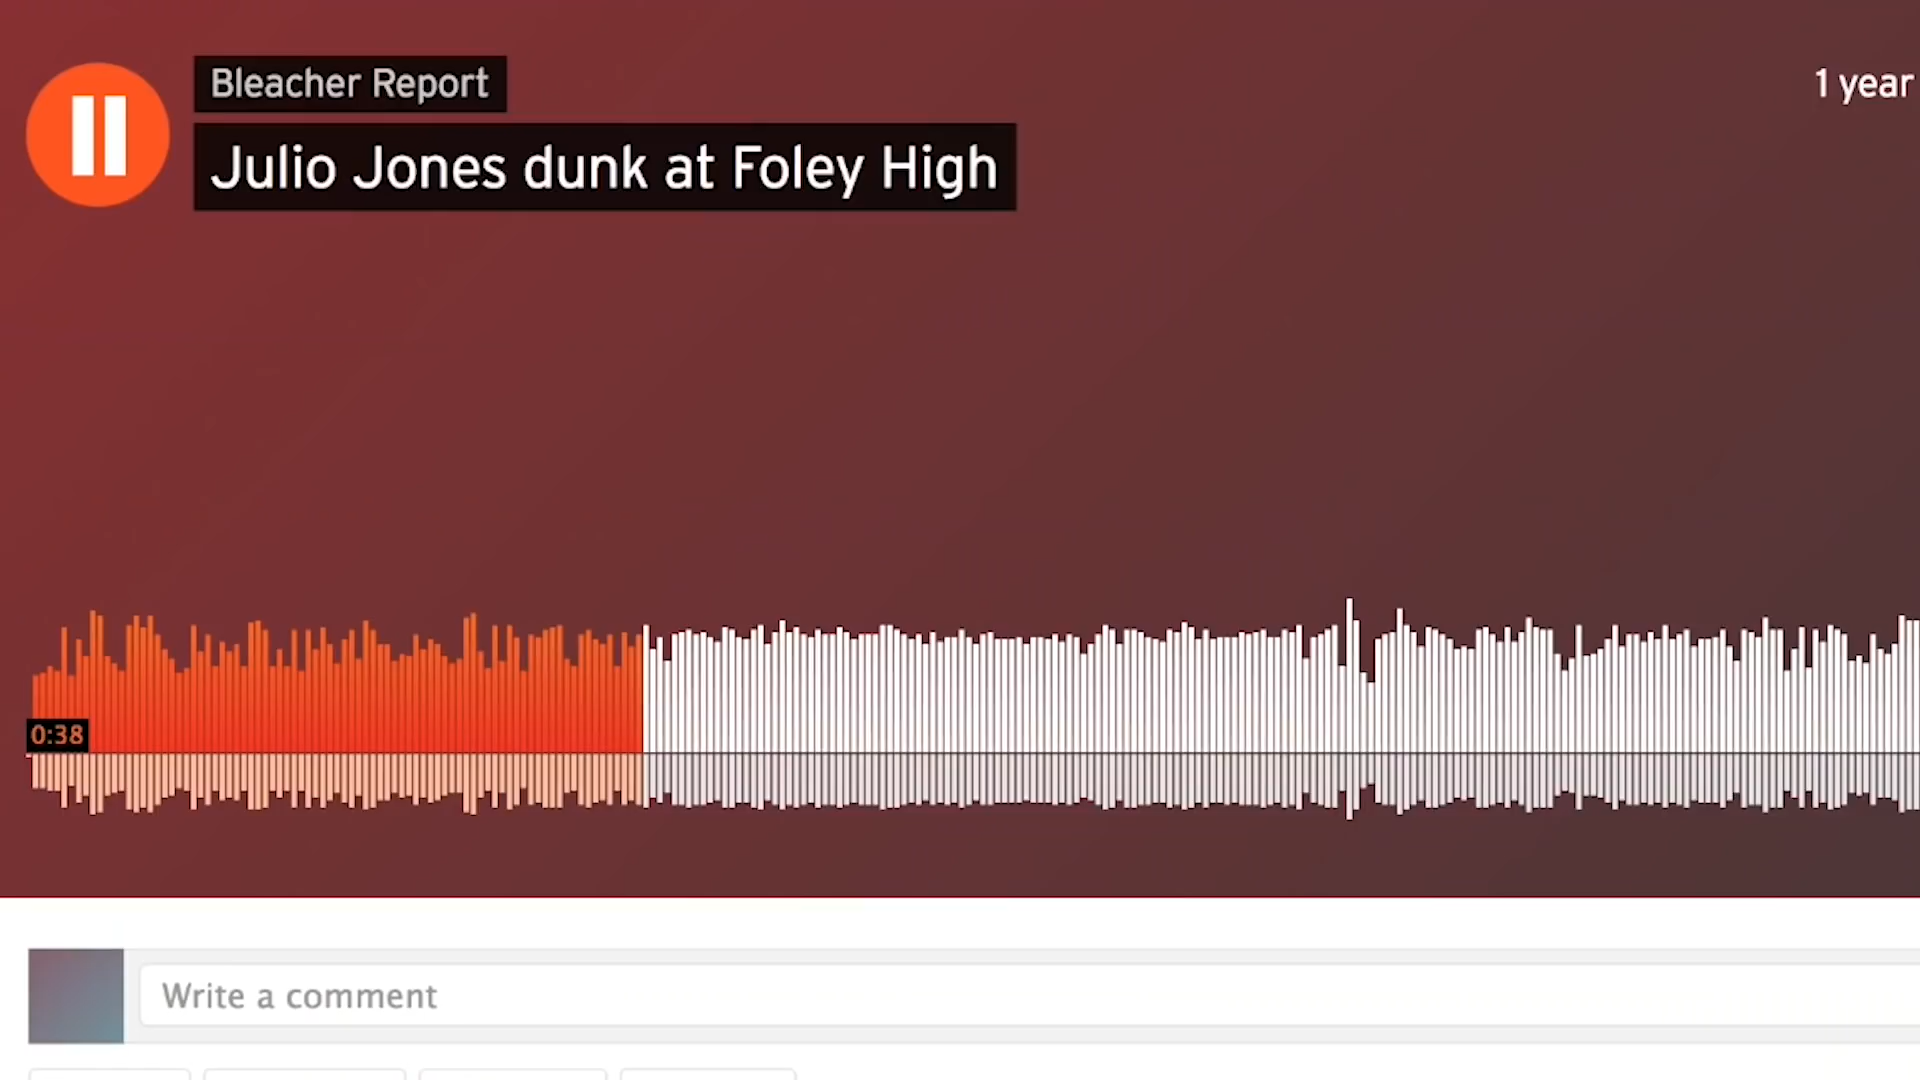 Bleacher Report
1 year
Julio Jones dunk at Foley High
0:38
Write a comment